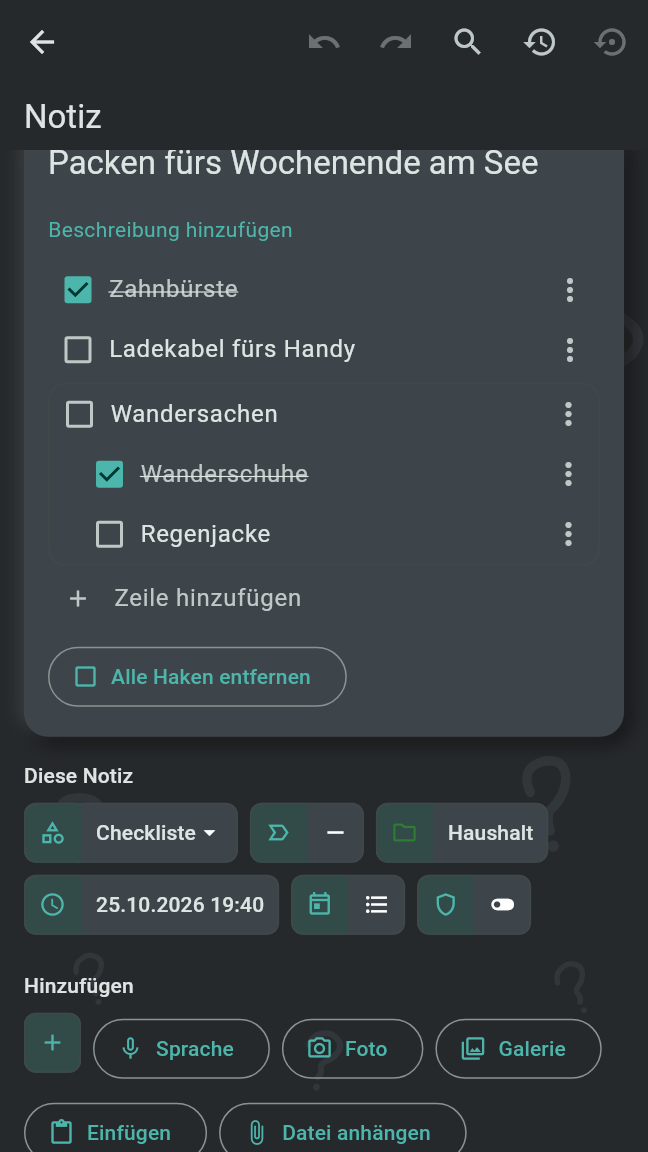 Notiz
Packen fürs Wochenende am See
Beschreibung hinzufügen
Zahnbürste
Ladekabel fürs Handy
Wandersachen
Wanderschuhe
Regenjacke
Zeile hinzufügen
Alle Haken entfernen
Diese Notiz
Checkliste
Haushalt
25.10.2026 19:40
Hinzufügen
Sprache
Foto
Galerie
Einfügen
Datei anhängen